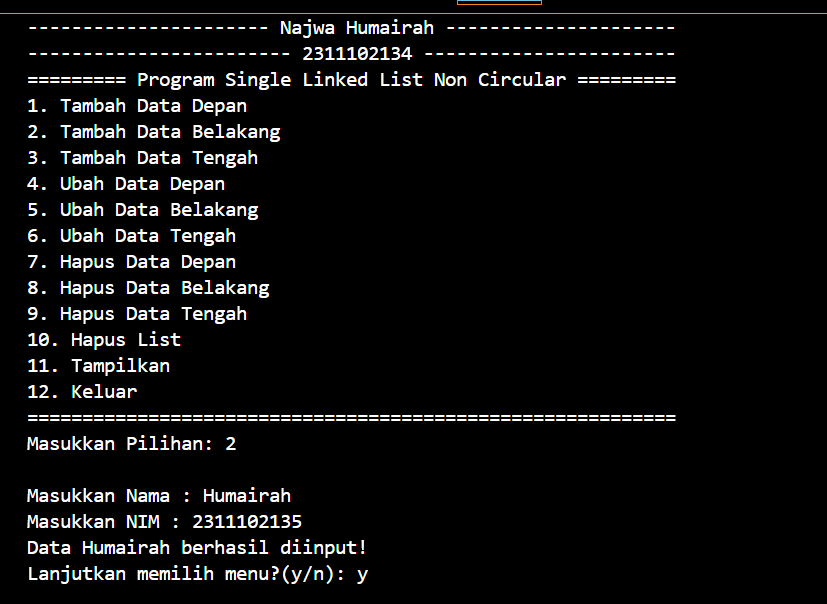 ---------------------- Najwa Humairah ---------------------
------------------------ 2311102134 -----------------------
========= Program Single Linked List Non Circular =========
1. Tambah Data Depan
2. Tambah Data Belakang
3. Tambah Data Tengah
4. Ubah Data Depan
5. Ubah Data Belakang
6. Ubah Data Tengah
7. Hapus Data Depan
8. Hapus Data Belakang
9. Hapus Data Tengah
10. Hapus List
11. Tampilkan
12. Keluar
===========================================================
Masukkan Pilihan: 2
Masukkan Nama : Humairah
Masukkan NIM : 2311102135
Data Humairah berhasil diinput!
Lanjutkan memilih menu?(y/n): y